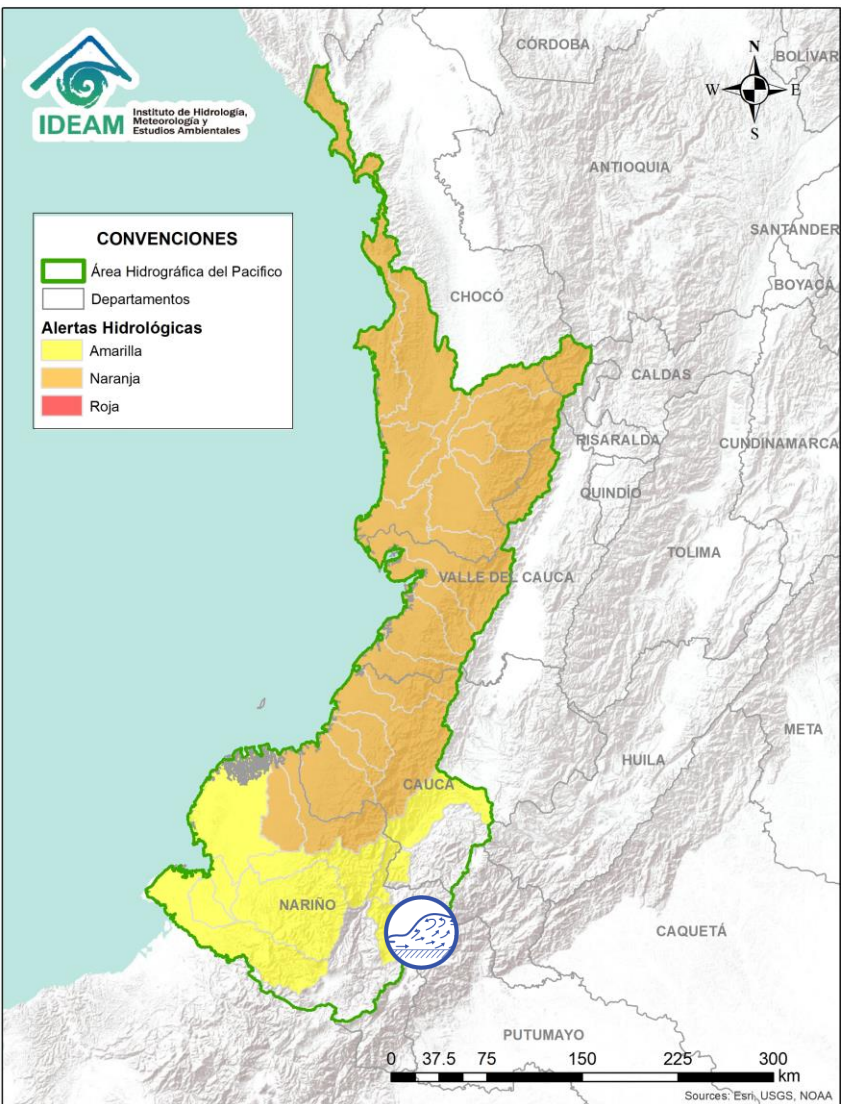 IDEAM
Instituto de Hidrología,
Meteorología y
Estudios Ambientales
CÓRDOBA
BOLÍVAR
N
W
E
S
ANTIOQUIA
SANTANDER
BOYACÁ
CONVENCIONES
Área Hidrográfica del Pacifico
Departamentos
Alertas Hidrológicas
Amarilla
Naranja
Roja
CHOCÓ
CALDAS
RISARALDA
CUNDINAMARCA
QUINDÍO
TOLIMA
VALLE DEL CAUCA
META
HUILA
CAUCA
NARIÑO
CAQUETÁ
PUTUMAYO
0 37.5 75 150 225 300
km
Sources: Esri, USGS, NOAA